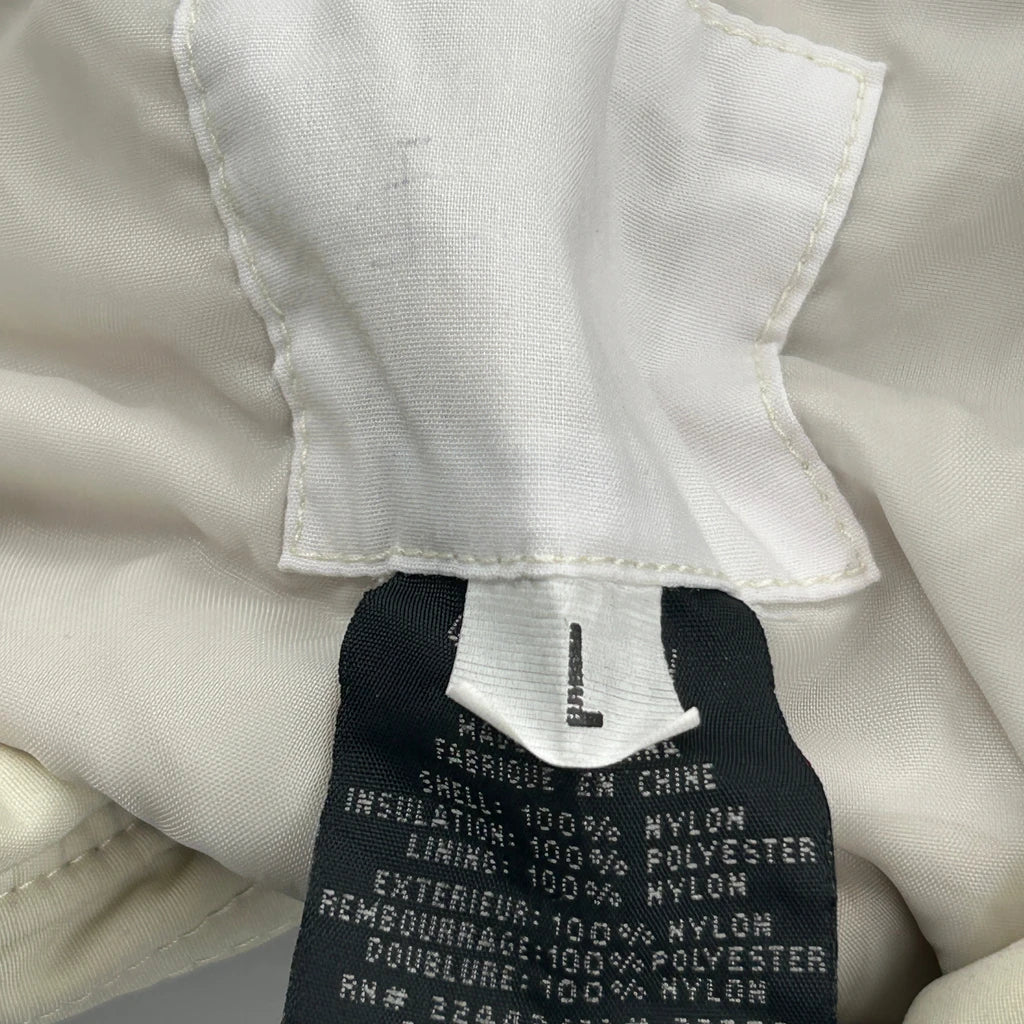 L
FABRIQUE EN CHINE
SHELL: 100% NYLON
INSULATION: 100% POLYESTER
LINING: 100% NYLON
EXTERIEUR: 100% NYLON
REMBOURRAGE: 100% POLYESTER
DOUBLURE: 100% NYLON
RN#